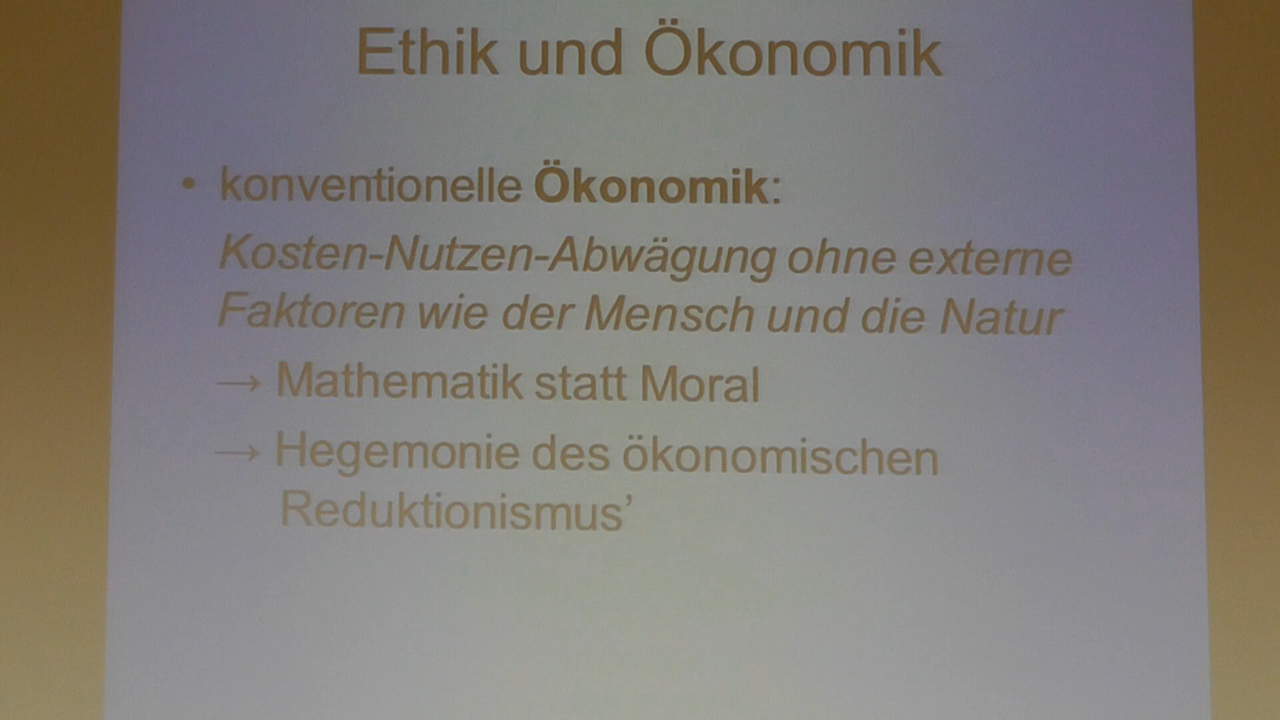 Ethik und Ökonomik
• konventionelle Ökonomik:
Kosten-Nutzen-Abwägung ohne externe
Faktoren wie der Mensch und die Natur
→ Mathematik statt Moral
→ Hegemonie des ökonomischen
Reduktionismus’